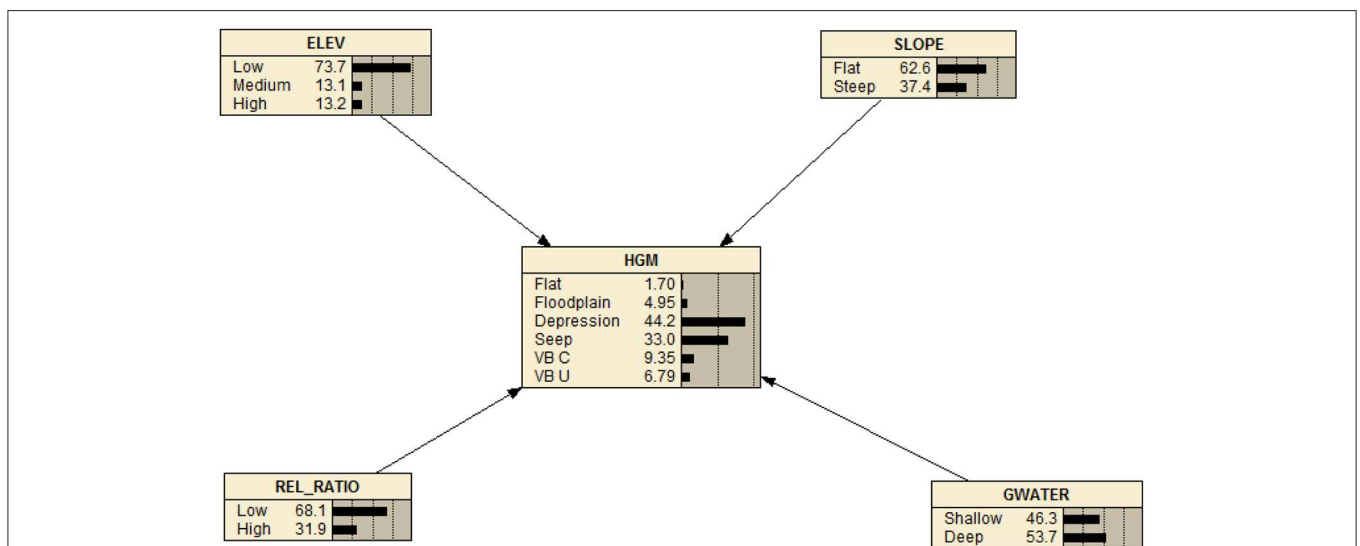 ELEV
Low 73.7
Medium 13.1
High 13.2
SLOPE
Flat 62.6
Steep 37.4
HGM
Flat 1.70
Floodplain 4.95
Depression 44.2
Seep 33.0
VB C 9.35
VB U 6.79
REL_RATIO
Low 68.1
High 31.9
GWATER
Shallow 46.3
Deep 53.7